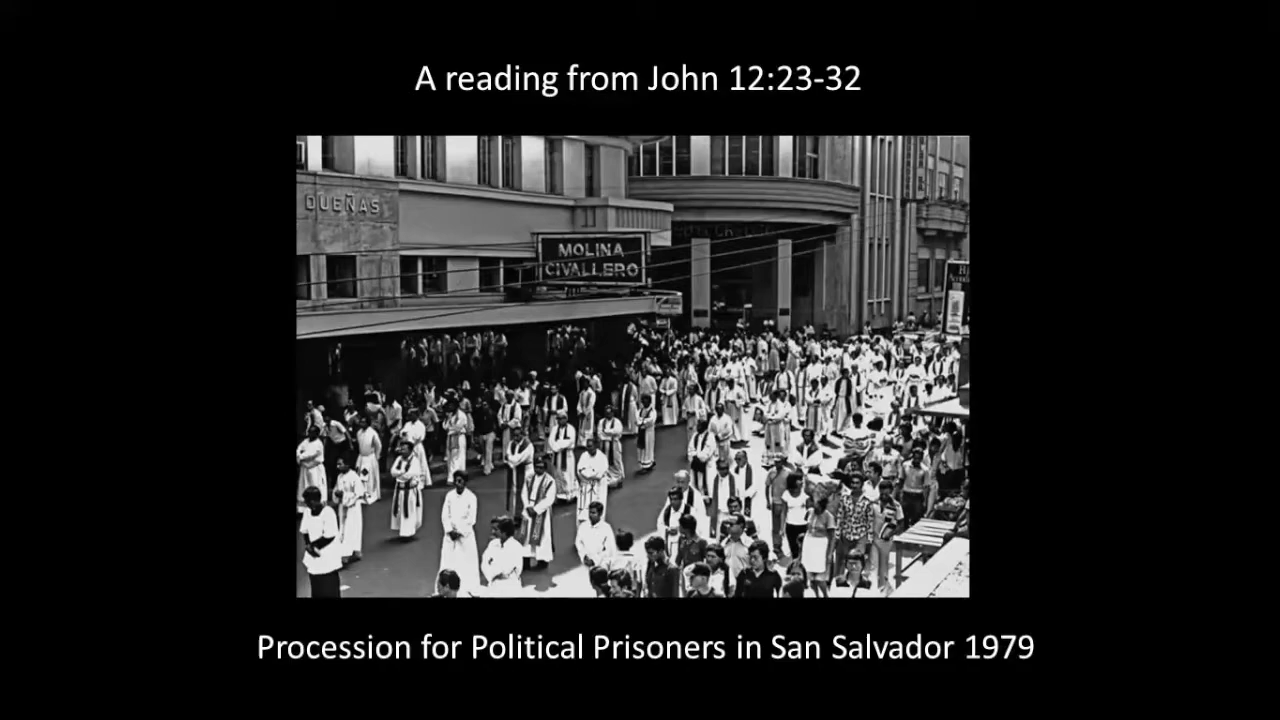 A reading from John 12:23-32
DUEÑAS
MOLINA
CIVALLERO
Procession for Political Prisoners in San Salvador 1979